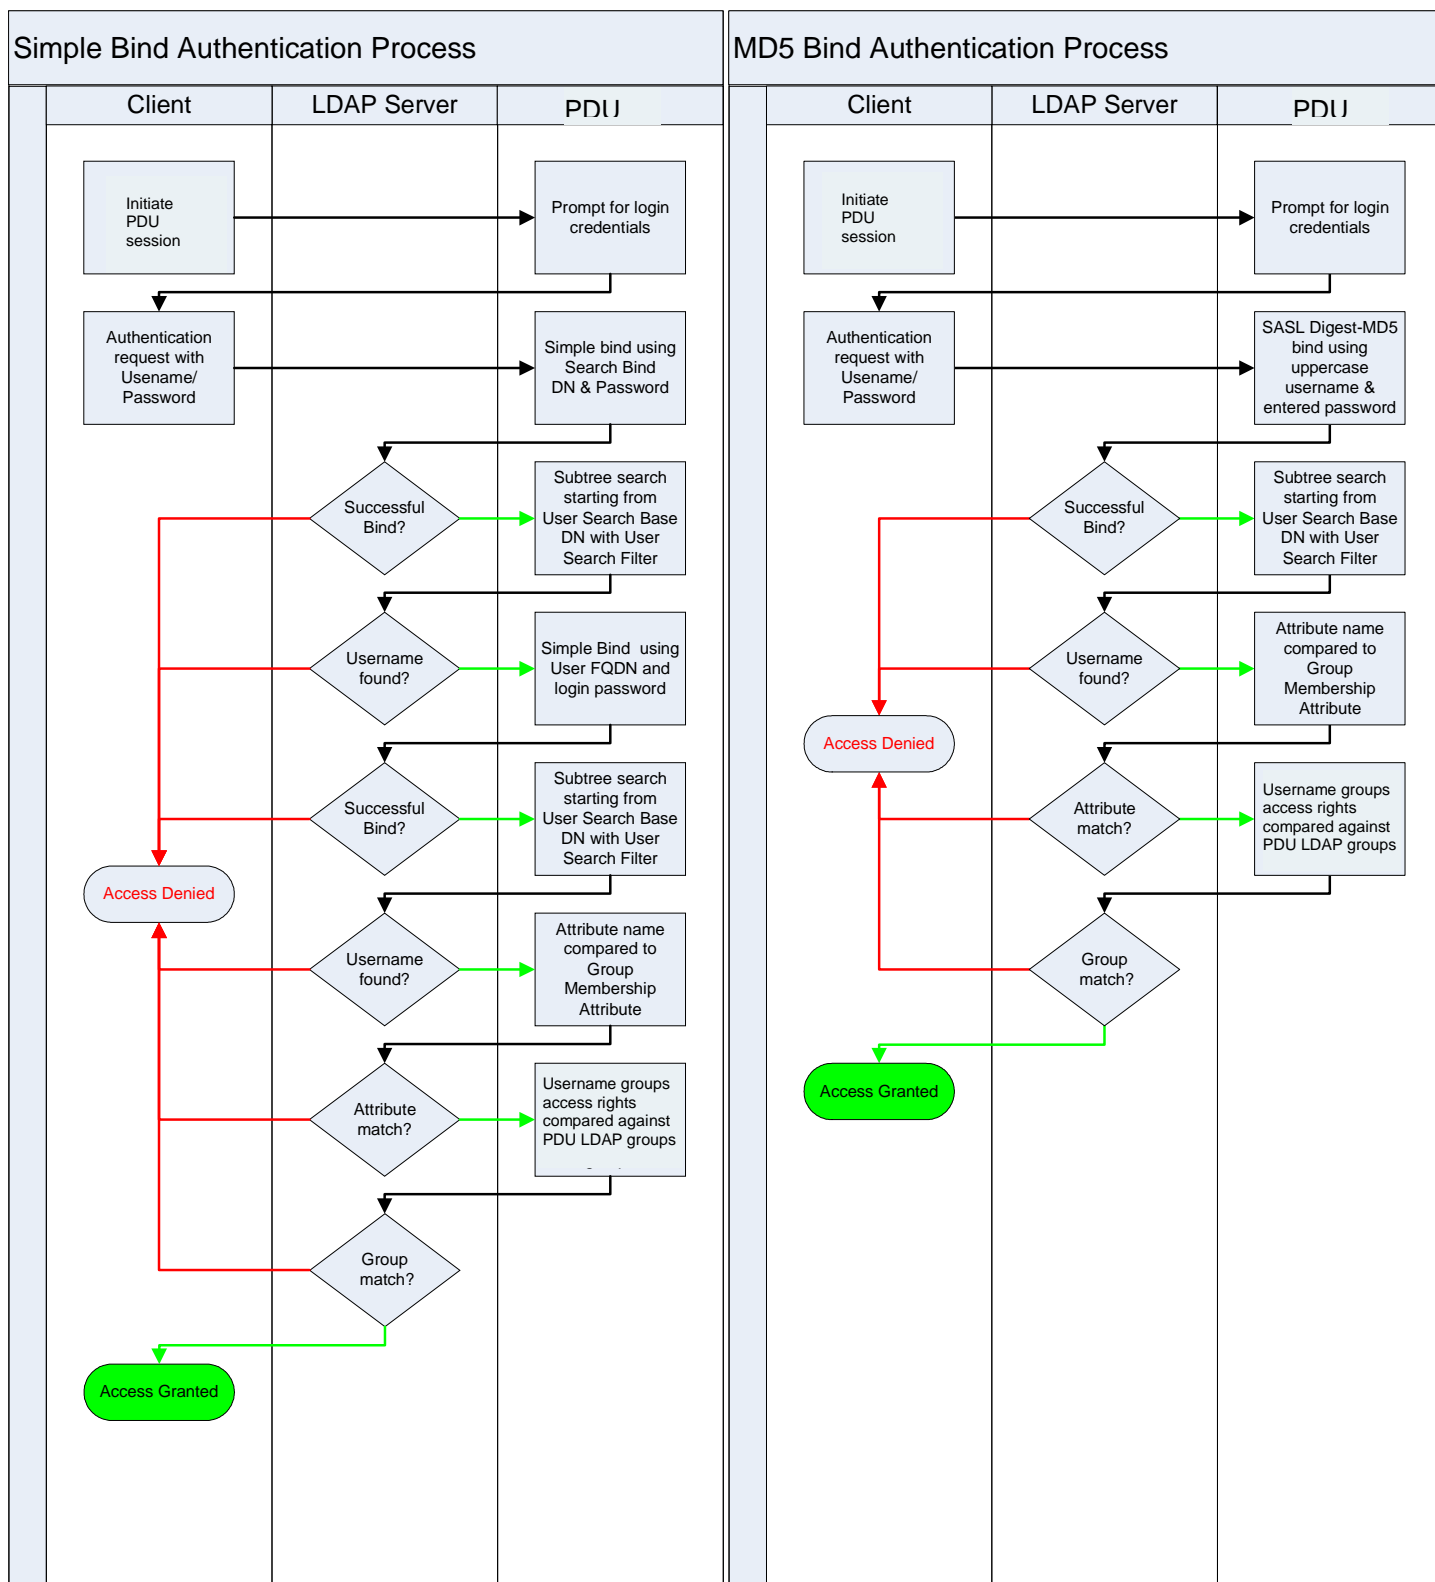 Simple Bind Authentication Process
Client
LDAP Server
PDU
Initiate
PDU
session
Prompt for login
credentials
Authentication
request with
Usename/
Password
Simple bind using
Search Bind
DN & Password
Successful
Bind?
Subtree search
starting from
User Search Base
DN with User
Search Filter
Username
found?
Simple Bind using
User FQDN and
login password
Successful
Bind?
Subtree search
starting from
User Search Base
DN with User
Search Filter
Access Denied
Username
found?
Attribute name
compared to
Group
Membership
Attribute
Attribute
match?
Username groups
access rights
compared against
PDU LDAP groups
Group
match?
Access Granted
MD5 Bind Authentication Process
Client
LDAP Server
PDU
Initiate
PDU
session
Prompt for login
credentials
Authentication
request with
Usename/
Password
SASL Digest-MD5
bind using
uppercase
username &
entered password
Successful
Bind?
Subtree search
starting from
User Search Base
DN with User
Search Filter
Username
found?
Attribute name
compared to
Group
Membership
Attribute
Access Denied
Attribute
match?
Username groups
access rights
compared against
PDU LDAP groups
Group
match?
Access Granted